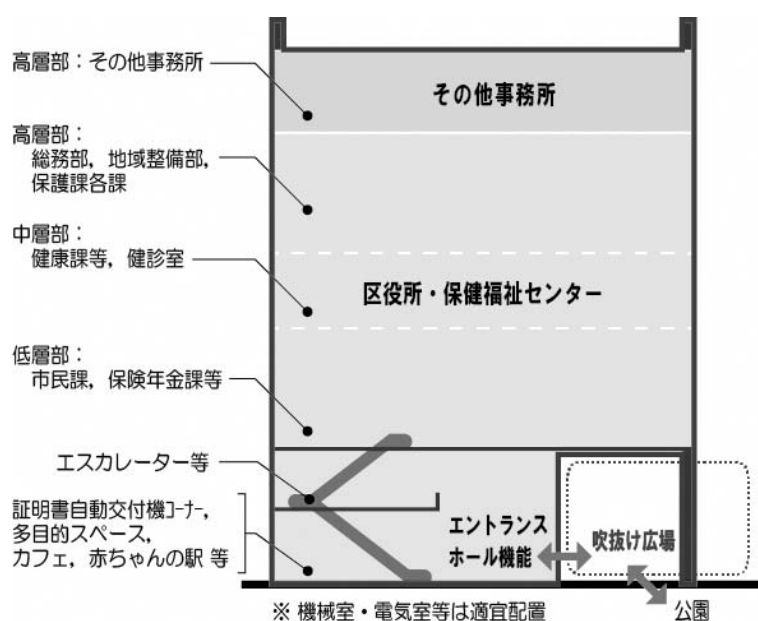 高層部：その他事務所
その他事務所
高層部：
総務部，地域整備部，
保護課各課
中層部：
健康課等，健診室
区役所・保健福祉センター
低層部：
市民課，保険年金課等
エスカレーター等
証明書自動交付機ｺｰﾅｰ，
多目的スペース，
カフェ，赤ちゃんの駅 等
エントランス
ホール機能
吹抜け広場
公園
※ 機械室・電気室等は適宜配置